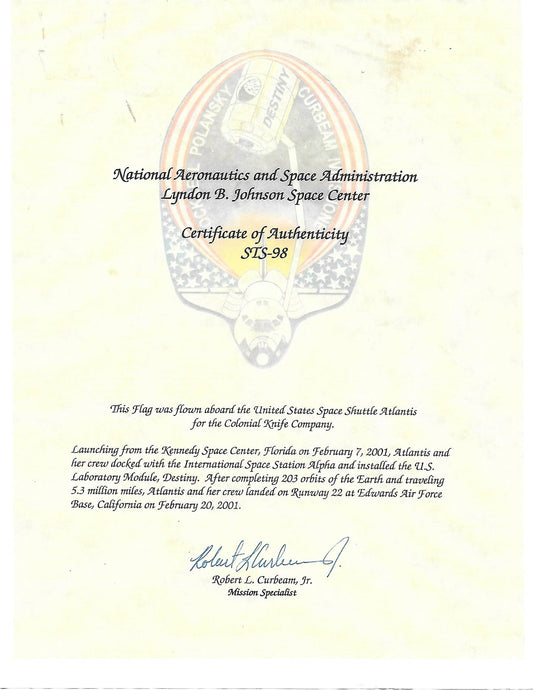 POLANSKY
DESTINY
CURBEAM
National Aeronautics and Space Administration
Lyndon B. Johnson Space Center
Certificate of Authenticity
STS-98
This Flag was flown aboard the United States Space Shuttle Atlantis
for the Colonial Knife Company.
Launching from the Kennedy Space Center, Florida on February 7, 2001, Atlantis and
her crew docked with the International Space Station Alpha and installed the U.S.
Laboratory Module, Destiny. After completing 203 orbits of the Earth and traveling
5.3 million miles, Atlantis and her crew landed on Runway 22 at Edwards Air Force
Base, California on February 20, 2001.
Robert L Curbeam Jr.
Robert L. Curbeam, Jr.
Mission Specialist